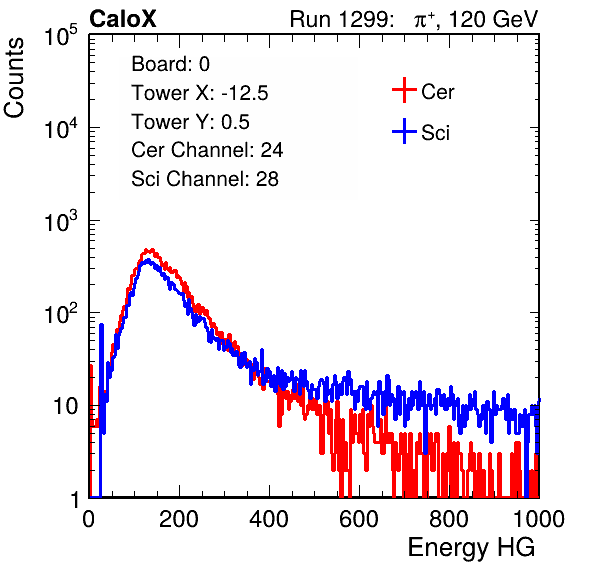 CaloX Run 1299: π⁺, 120 GeV
Counts
Board: 0
Tower X: -12.5
Tower Y: 0.5
Cer Channel: 24
Sci Channel: 28
Cer
Sci
10⁵
10⁴
10³
10²
10
1
0 200 400 600 800 1000
Energy HG